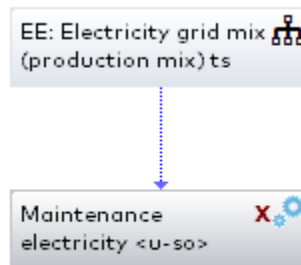 EE: Electricity grid mix
(production mix) ts
Maintenance X
electricity <u-so>